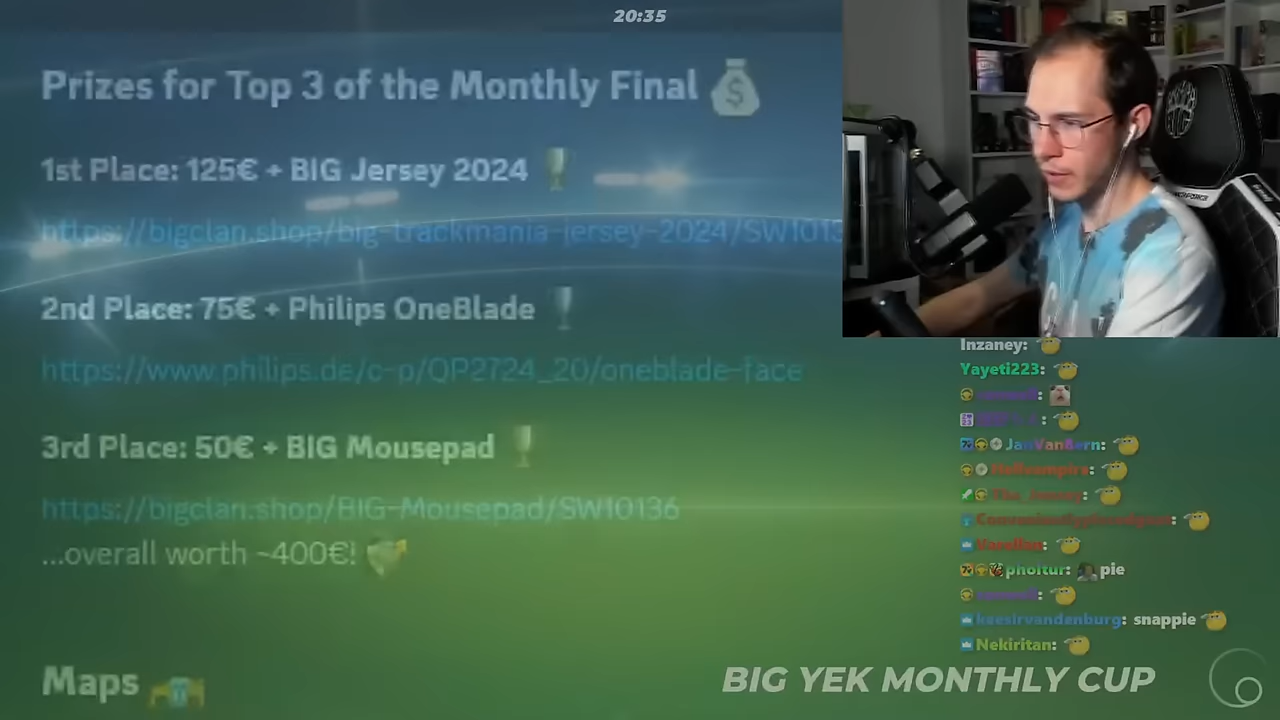 20:35
Prizes for Top 3 of the Monthly Final
1st Place: 125€ + BIG Jersey 2024
https://bigclan.shop/big-trackmania-jersey-2024/SW1013
2nd Place: 75€ + Philips OneBlade
https://www.philips.de/c-p/QP2724_20/oneblade-face
3rd Place: 50€ + BIG Mousepad
https://bigclan.shop/BIG-Mousepad/SW10136
...overall worth ~400€!
Maps
Inzaney:
Yayeti223:
JanVanBern:
Hellvampire:
pholtur: pie
keesirvandenburg: snappie
Nekiritan:
BIG YEK MONTHLY CUP